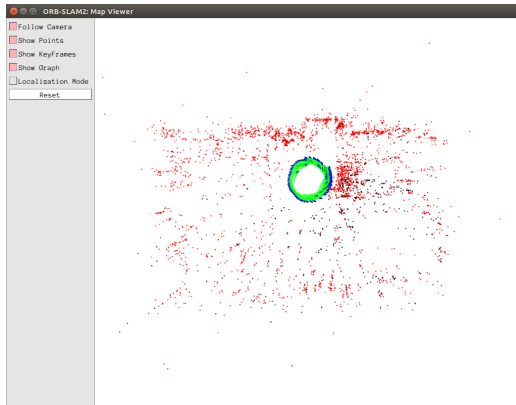 ORB-SLAM2: Map Viewer
Follow Camera
Show Points
Show KeyFrames
Show Graph
Localization Mode
Reset